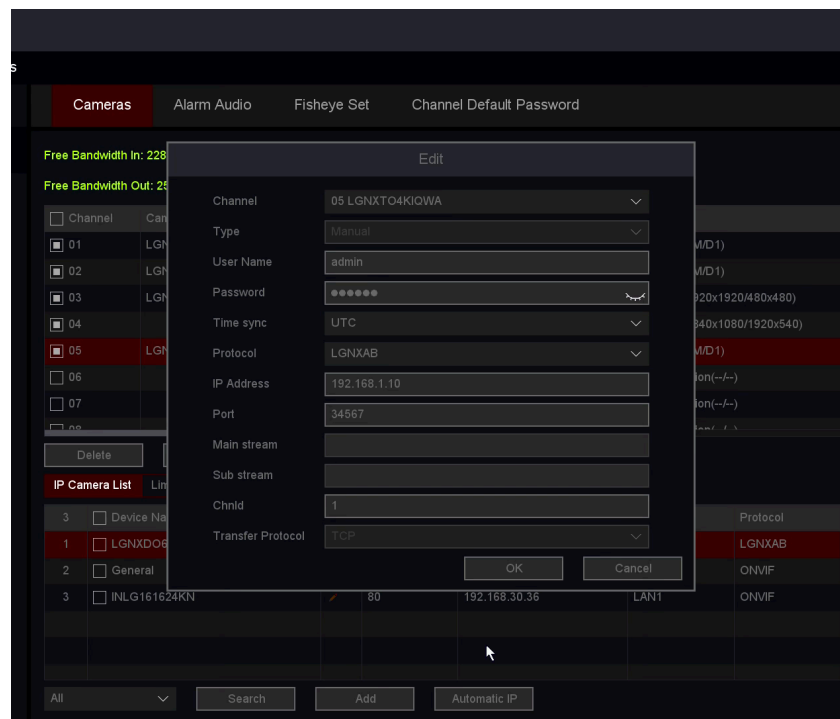 s
Cameras Alarm Audio Fisheye Set Channel Default Password
Free Bandwidth In: 228
Edit
Free Bandwidth Out: 25
Channel 05 LGNXTO4KIQWA
Channel Cam
Type Manual
01 LGN M/D1)
User Name admin
02 LGN M/D1)
Password
03 LGN 920x1920/480x480)
Time sync UTC
04 840x1080/1920x540)
Protocol LGNXAB
05 LGN M/D1)
IP Address 192.168.1.10
06 ion(--/--)
Port 34567
07 ion(--/--)
Main stream
Delete
Sub stream
IP Camera List Lim
ChnId 1
3 Device Na Protocol
Transfer Protocol TCP
1 LGNXDO6 LGNXAB
OK Cancel
2 General ONVIF
3 INLG161624KN 80 192.168.30.36 LAN1 ONVIF
All Search Add Automatic IP